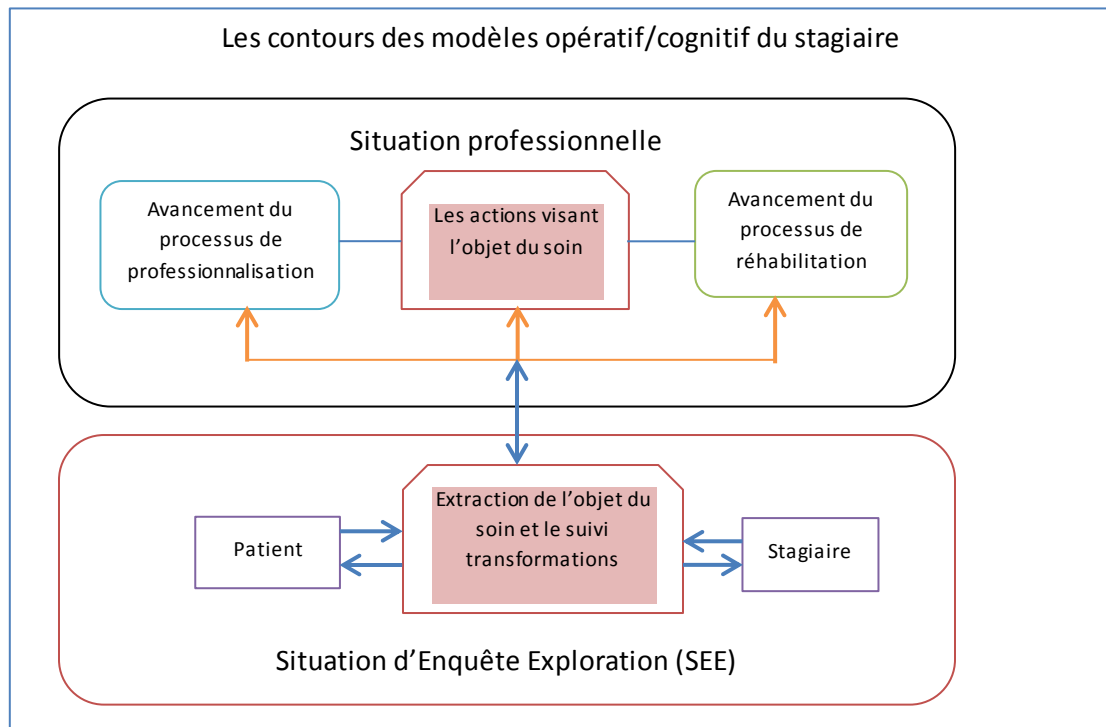 Les contours des modèles opératif/cognitif du stagiaire
Situation professionnelle
Avancement du
processus de
professionnalisation
Les actions visant
l’objet du soin
Avancement du
processus de
réhabilitation
Extraction de l’objet du
soin et le suivi
transformations
Patient
Stagiaire
Situation d’Enquête Exploration (SEE)